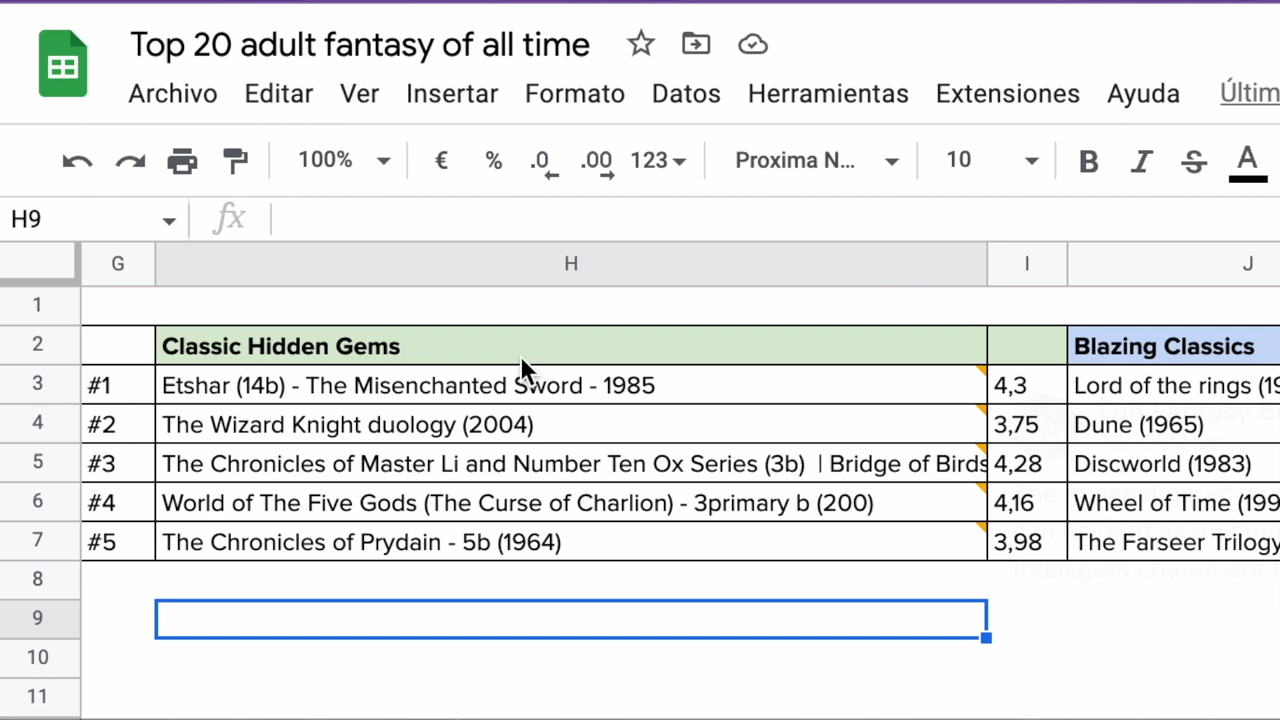 Top 20 adult fantasy of all time
Archivo Editar Ver Insertar Formato Datos Herramientas Extensiones Ayuda Últim
100% € % .0 .00 123 Proxima N... 10 B I S A
H9 fx
G H I J
1
2 Classic Hidden Gems Blazing Classics
3 #1 Etshar (14b) - The Misenchanted Sword - 1985 4,3 Lord of the rings (19
4 #2 The Wizard Knight duology (2004) 3,75 Dune (1965)
5 #3 The Chronicles of Master Li and Number Ten Ox Series (3b) | Bridge of Birds 4,28 Discworld (1983)
6 #4 World of The Five Gods (The Curse of Charlion) - 3primary b (200) 4,16 Wheel of Time (199
7 #5 The Chronicles of Prydain - 5b (1964) 3,98 The Farseer Trilogy
8
9
10
11